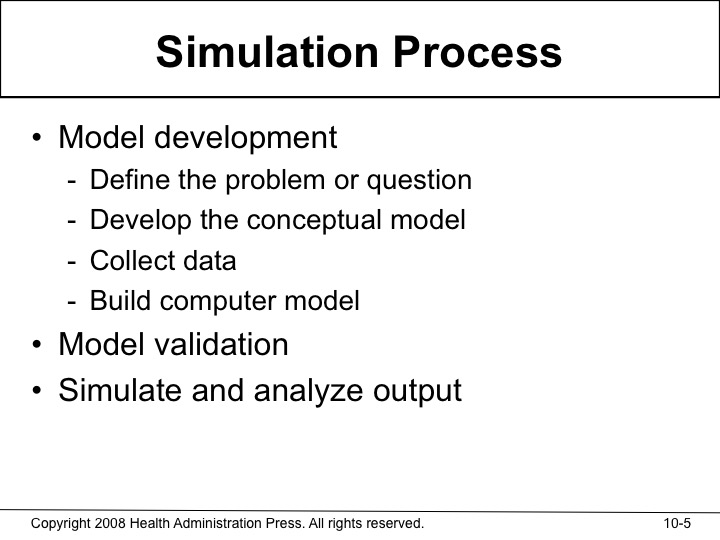 Simulation Process
• Model development
- Define the problem or question
- Develop the conceptual model
- Collect data
- Build computer model
• Model validation
• Simulate and analyze output
Copyright 2008 Health Administration Press. All rights reserved. 10-5